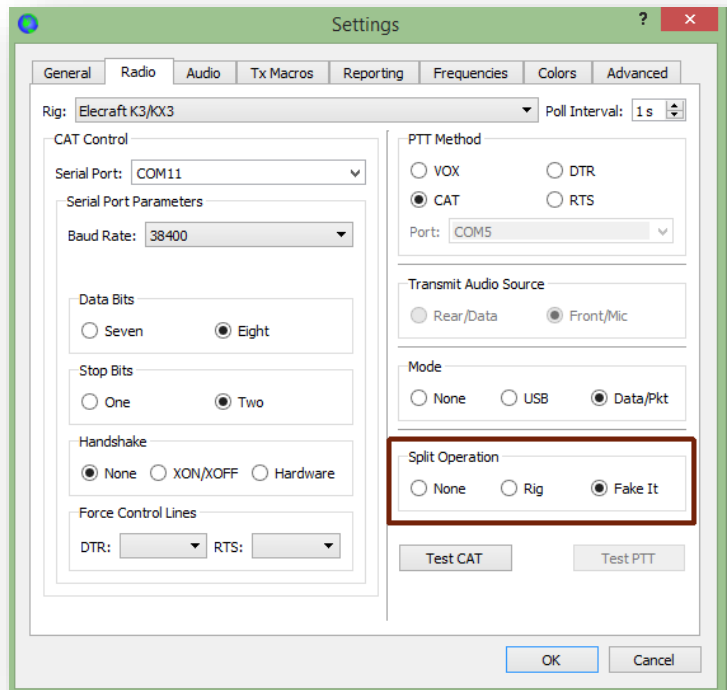 Settings
?
×
General Radio Audio Tx Macros Reporting Frequencies Colors Advanced
Rig: Elecraft K3/KX3
Poll Interval: 1 s
CAT Control
Serial Port: COM11
Serial Port Parameters
Baud Rate: 38400
Data Bits
Seven Eight
Stop Bits
One Two
Handshake
None XON/XOFF Hardware
Force Control Lines
DTR: RTS:
PTT Method
VOX DTR
CAT RTS
Port: COM5
Transmit Audio Source
Rear/Data Front/Mic
Mode
None USB Data/Pkt
Split Operation
None Rig Fake It
Test CAT Test PTT
OK Cancel